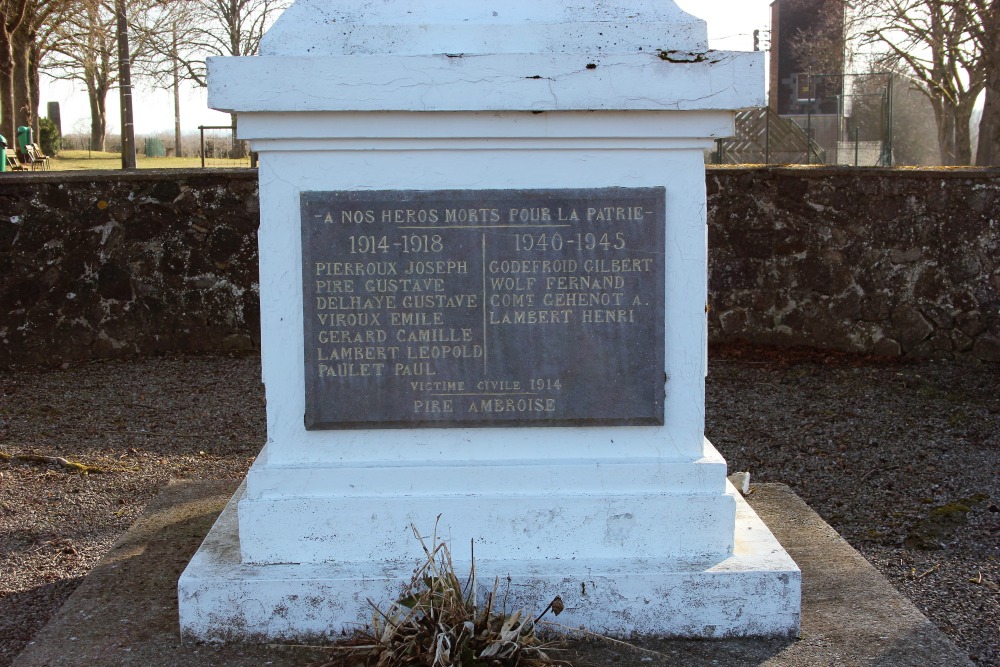 - A NOS HEROS MORTS POUR LA PATRIE -
1914-1918
PIERROUX JOSEPH
PIRE GUSTAVE
DELHAYE GUSTAVE
VIROUX EMILE
GERARD CAMILLE
LAMBERT LEOPOLD
PAULET PAUL
1940-1945
GODEFROID GILBERT
WOLF FERNAND
COMT GEHENOT A.
LAMBERT HENRI
VICTIME CIVILE 1914
PIRE AMBROISE